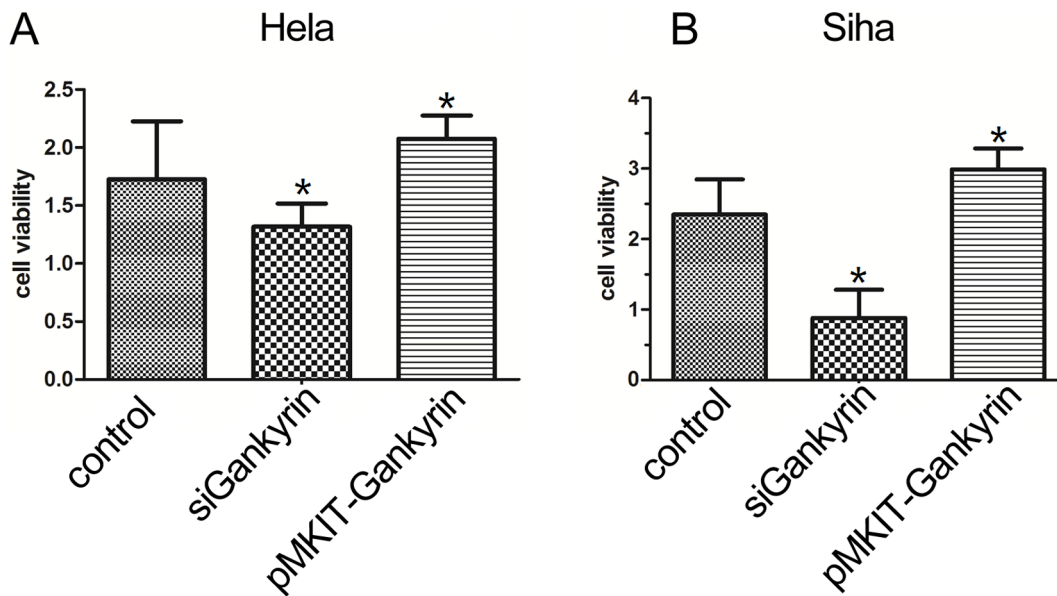 A
Hela
cell viability
2.5
2.0
1.5
1.0
0.5
0.0
*
*
control
siGankyrin
pMKIT-Gankyrin
B
Siha
cell viability
4
3
2
1
0
*
*
control
siGankyrin
pMKIT-Gankyrin